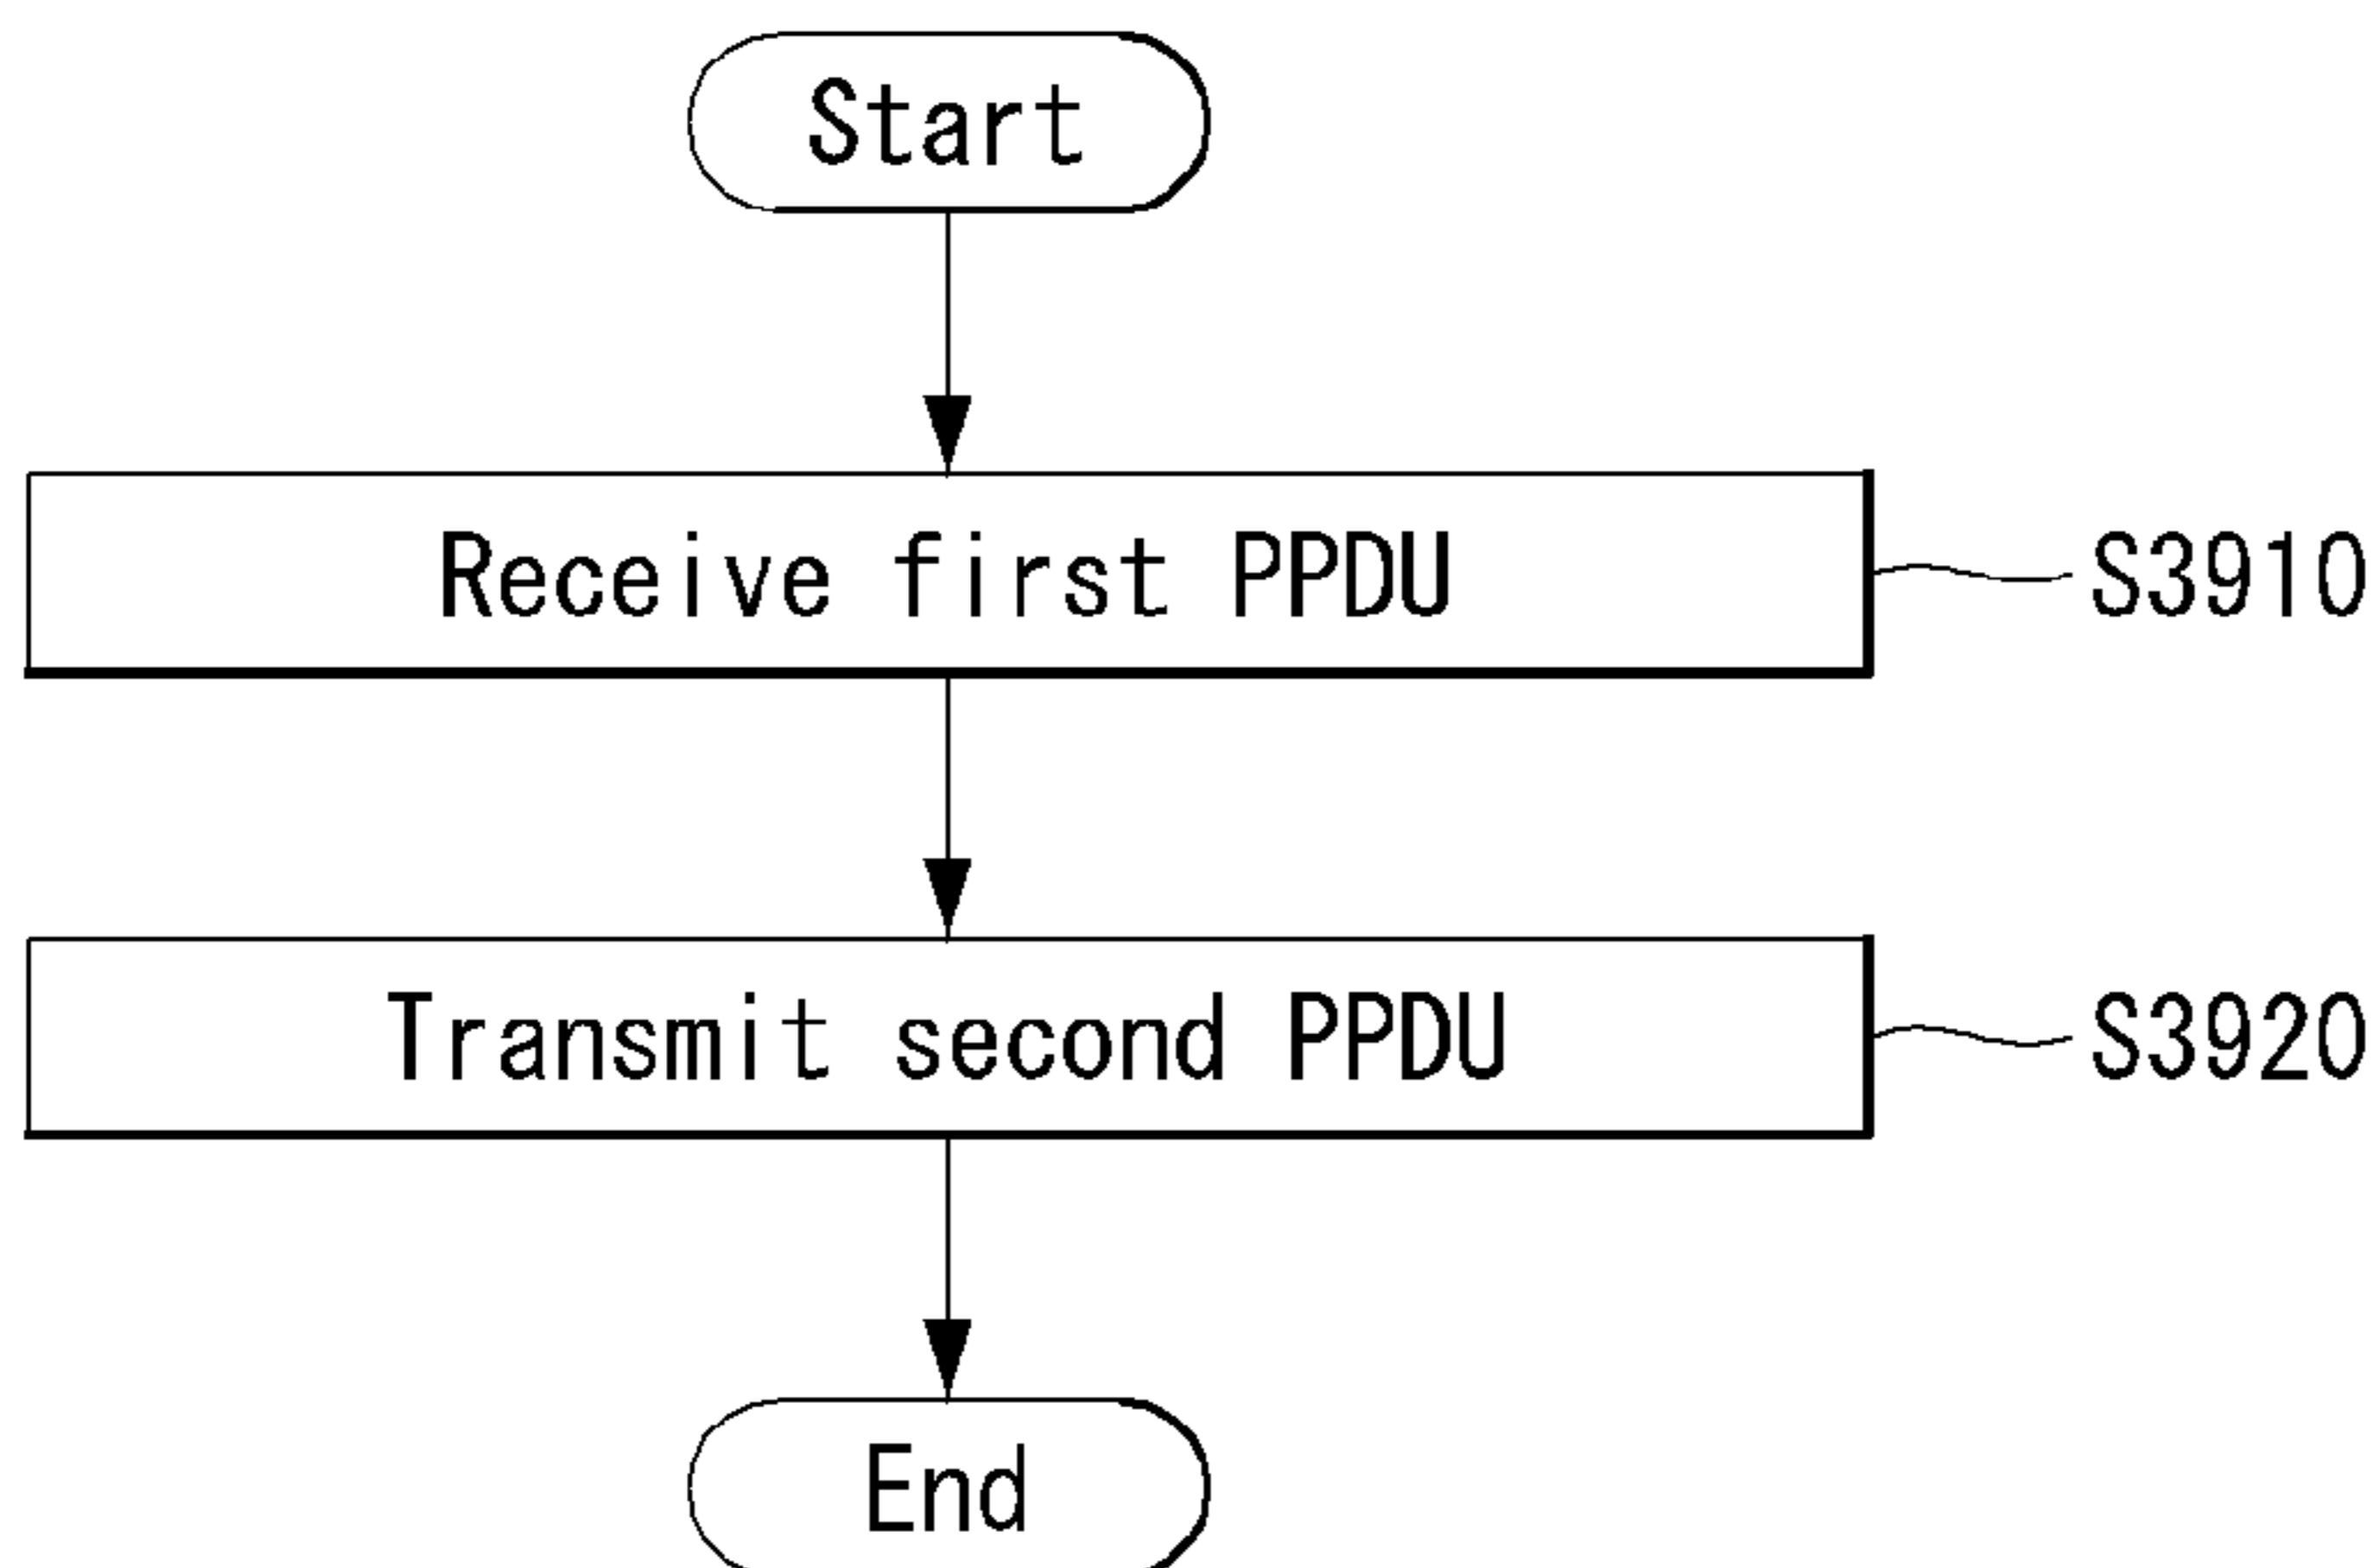 Start
Receive first PPDU
S3910
Transmit second PPDU
S3920
End